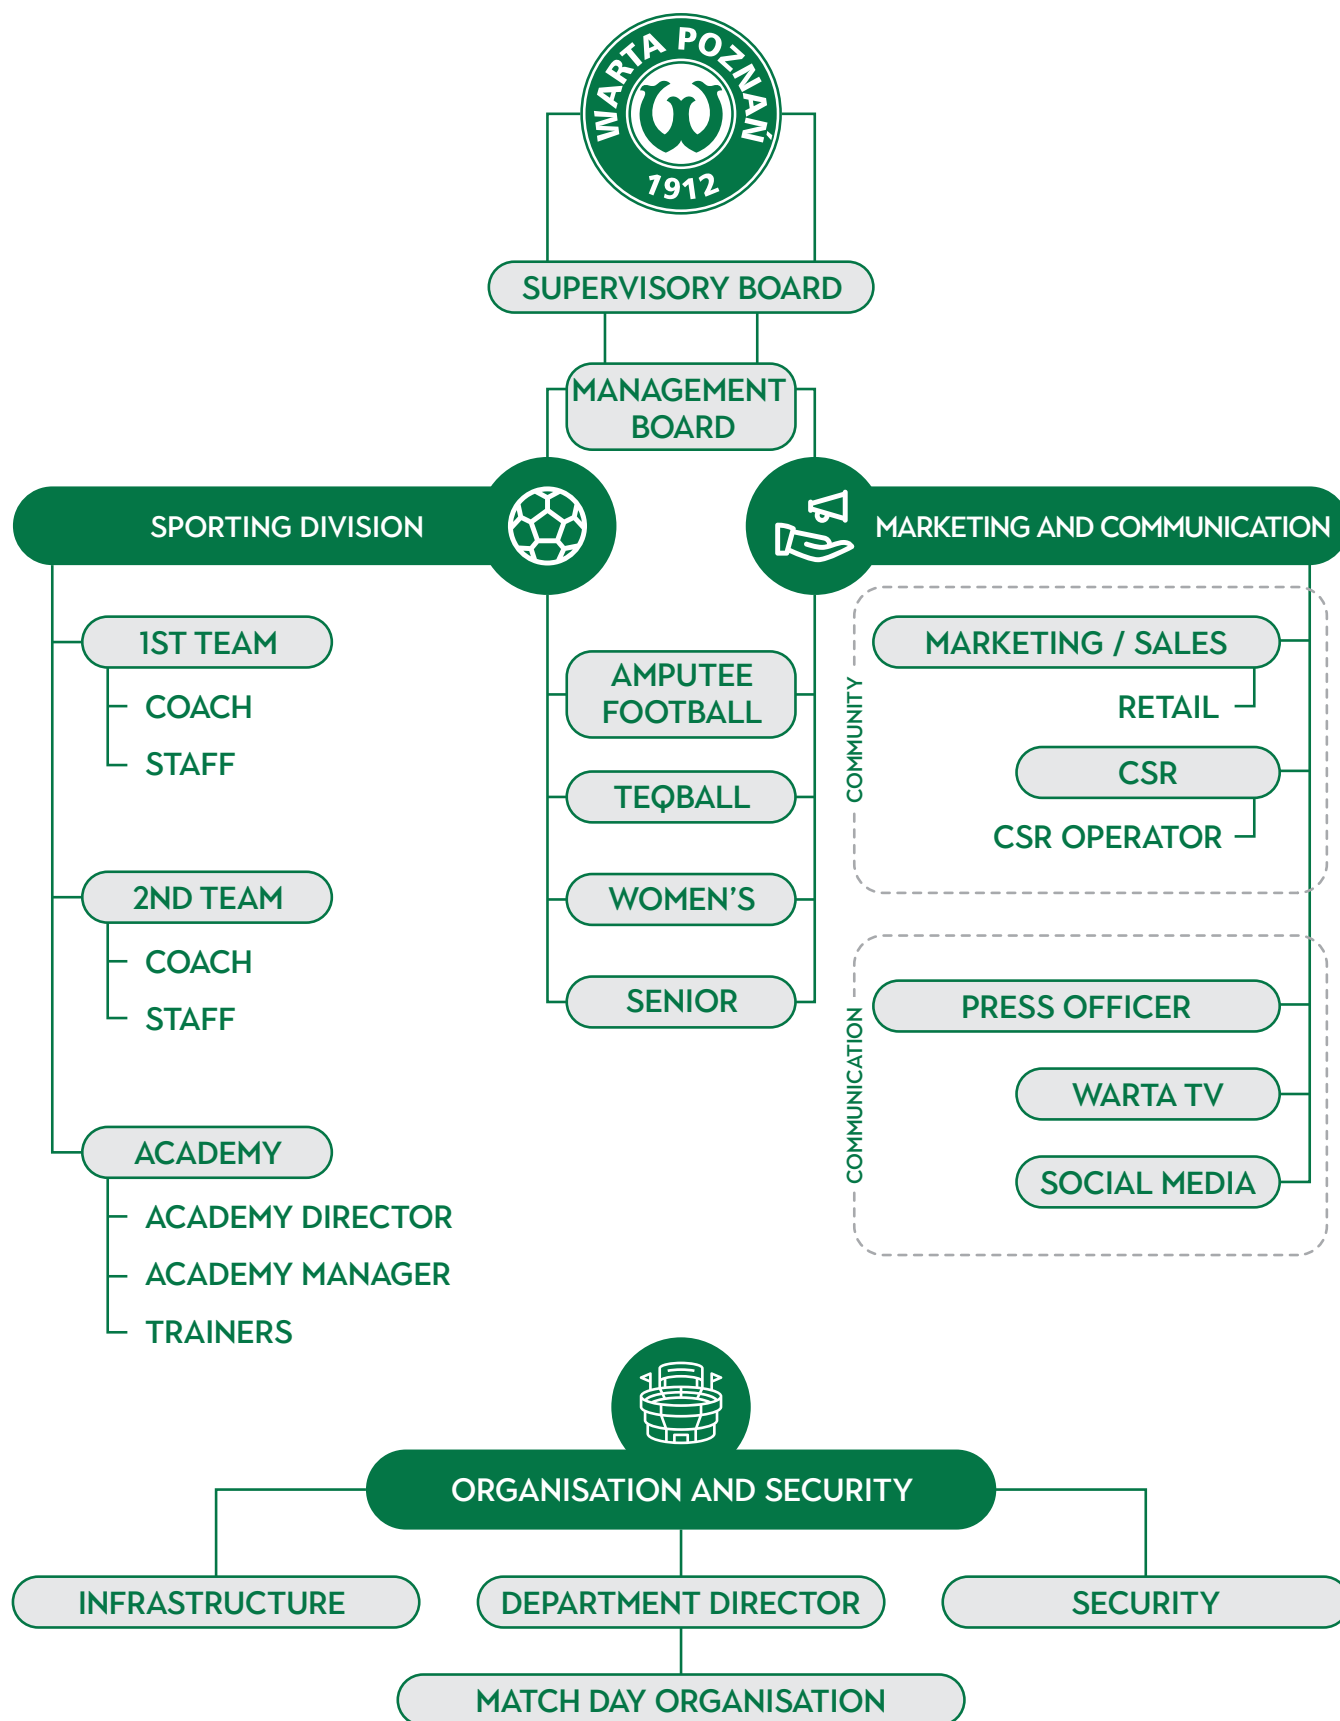 WARTA POZNAŃ
1912
SUPERVISORY BOARD
MANAGEMENT
BOARD
SPORTING DIVISION
MARKETING AND COMMUNICATION
1ST TEAM
COACH
STAFF
2ND TEAM
COACH
STAFF
ACADEMY
ACADEMY DIRECTOR
ACADEMY MANAGER
TRAINERS
AMPUTEE
FOOTBALL
TEQBALL
WOMEN'S
SENIOR
COMMUNITY
MARKETING / SALES
RETAIL
CSR
CSR OPERATOR
COMMUNICATION
PRESS OFFICER
WARTA TV
SOCIAL MEDIA
ORGANISATION AND SECURITY
INFRASTRUCTURE
DEPARTMENT DIRECTOR
SECURITY
MATCH DAY ORGANISATION